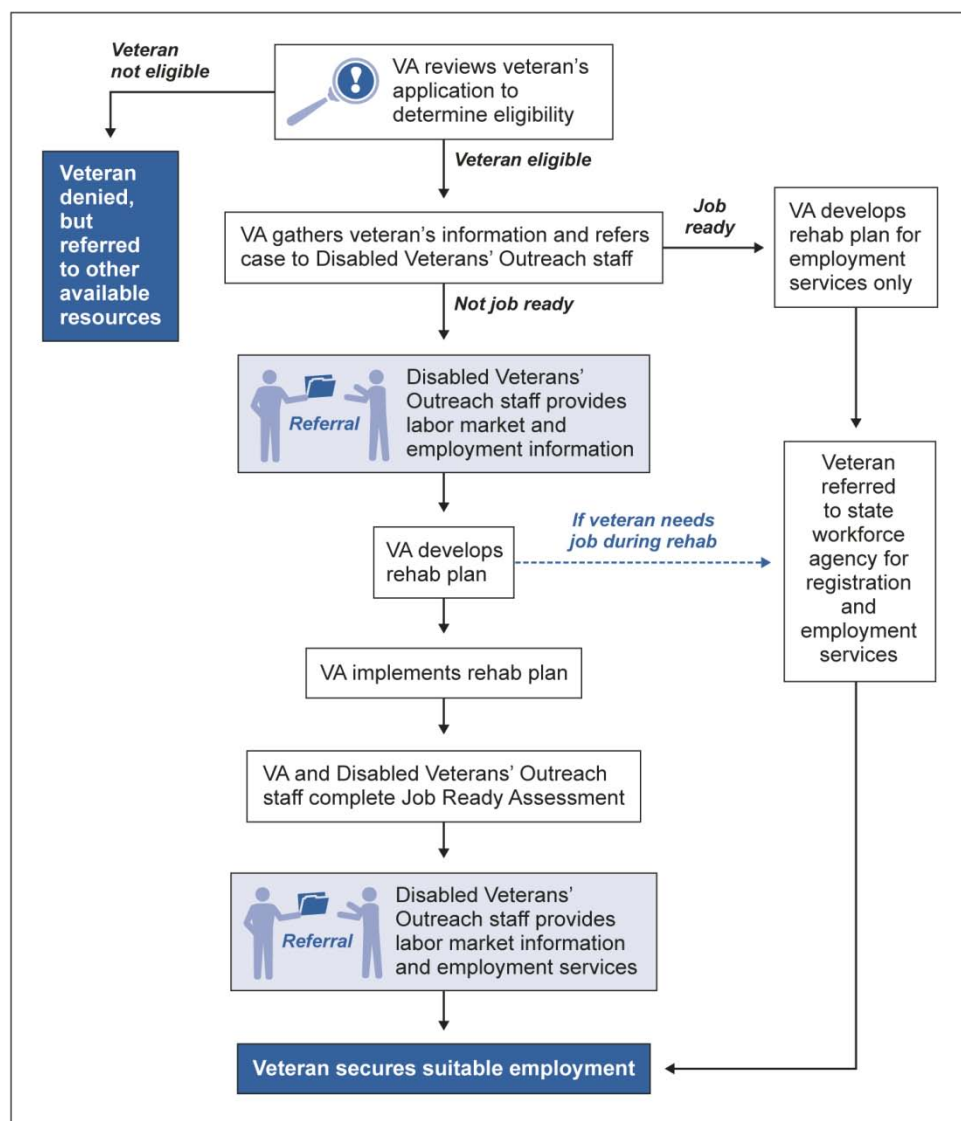 Veteran
not eligible
VA reviews veteran's
application to
determine eligibility
Veteran
denied,
but
referred
to other
available
resources
Veteran eligible
VA gathers veteran's information and refers
case to Disabled Veterans' Outreach staff
Job
ready
VA develops
rehab plan for
employment
services only
Not job ready
Referral
Disabled Veterans'
Outreach staff provides
labor market and
employment information
VA develops
rehab plan
If veteran needs
job during rehab
Veteran
referred
to state
workforce
agency for
registration
and
employment
services
VA implements rehab plan
VA and Disabled Veterans' Outreach
staff complete Job Ready Assessment
Referral
Disabled Veterans'
Outreach staff provides
labor market information
and employment services
Veteran secures suitable employment